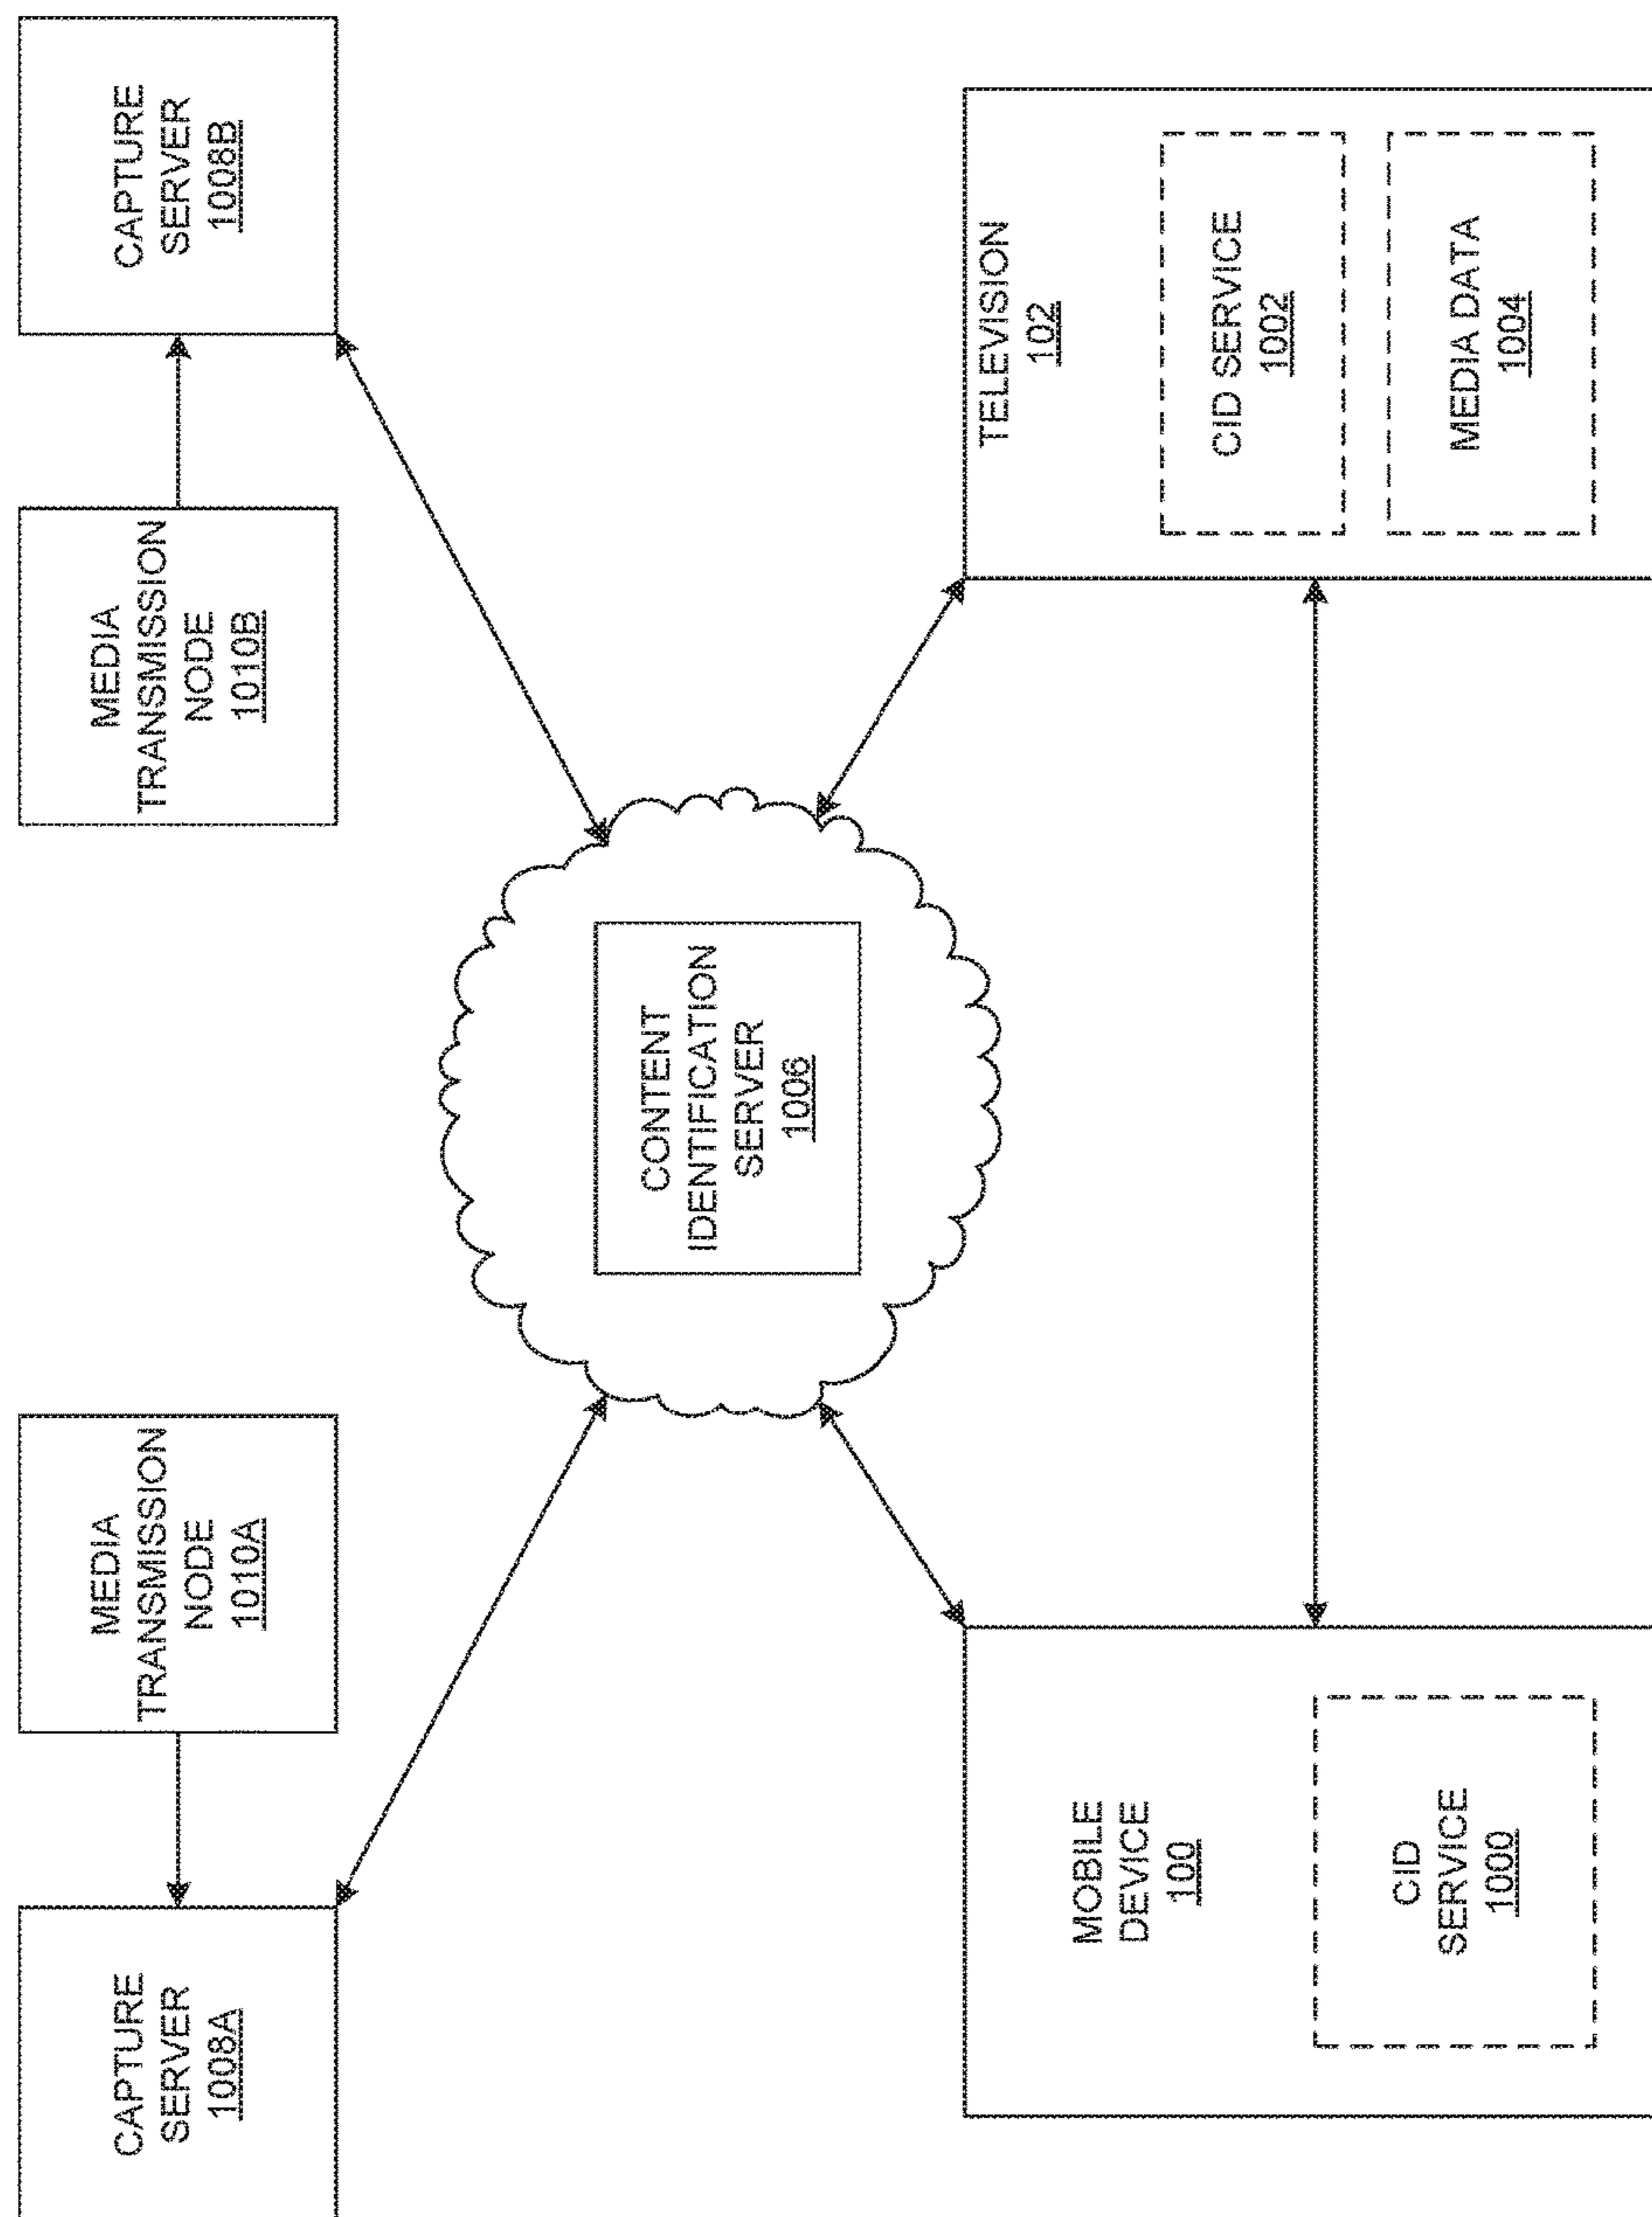 CAPTURE
SERVER
1008A
MEDIA
TRANSMISSION
NODE
1010A
MEDIA
TRANSMISSION
NODE
1010B
CAPTURE
SERVER
1008B
CONTENT
IDENTIFICATION
SERVER
1006
MOBILE
DEVICE
100
CID
SERVICE
1000
TELEVISION
102
CID SERVICE
1002
MEDIA DATA
1004